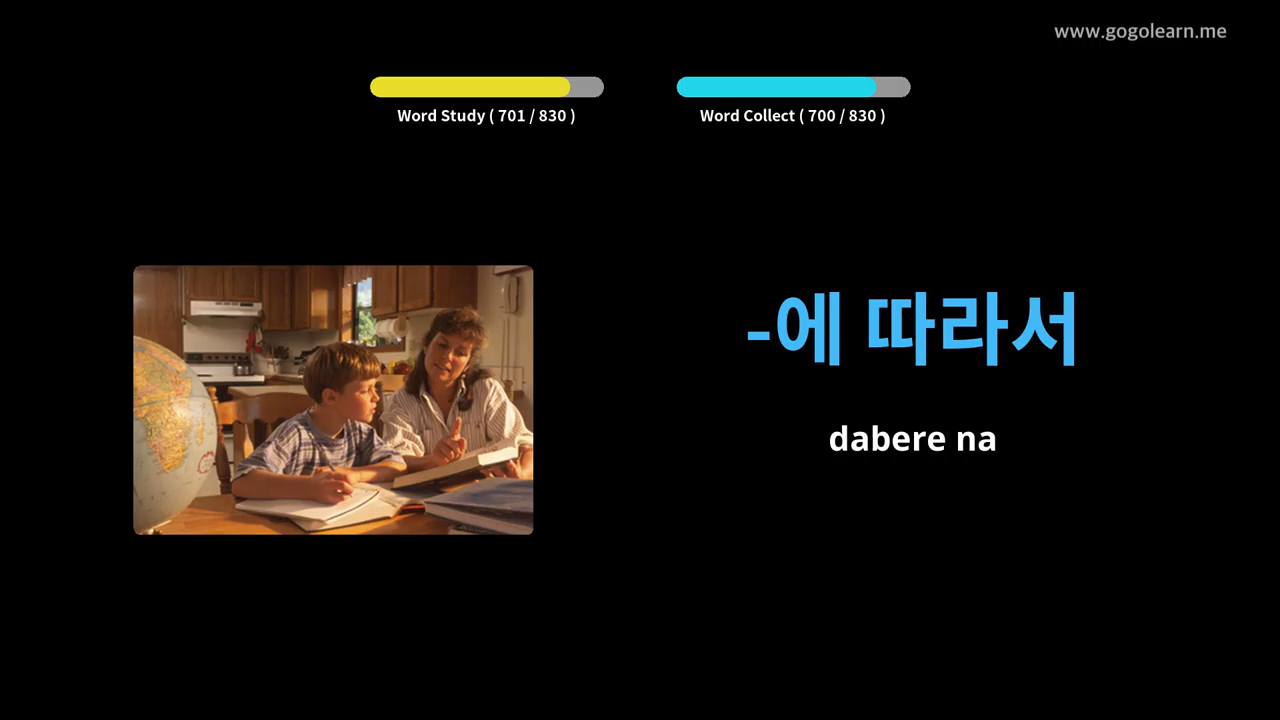 www.gogolearn.me
Word Study ( 701 / 830 )
Word Collect ( 700 / 830 )
-에 따라서
dabere na